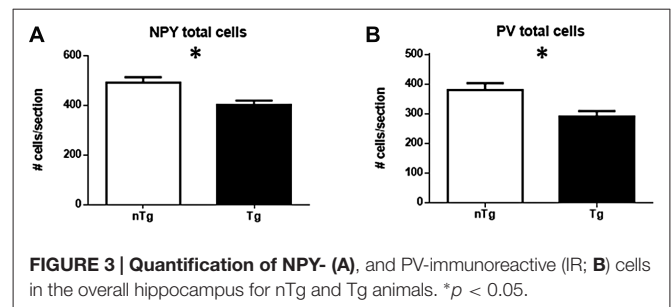 A
NPY total cells
*
# cells/section
600
400
200
0
nTg
Tg
B
PV total cells
*
# cells/section
500
400
300
200
100
0
nTg
Tg
FIGURE 3 | Quantification of NPY- (A), and PV-immunoreactive (IR; B) cells
in the overall hippocampus for nTg and Tg animals. *p < 0.05.